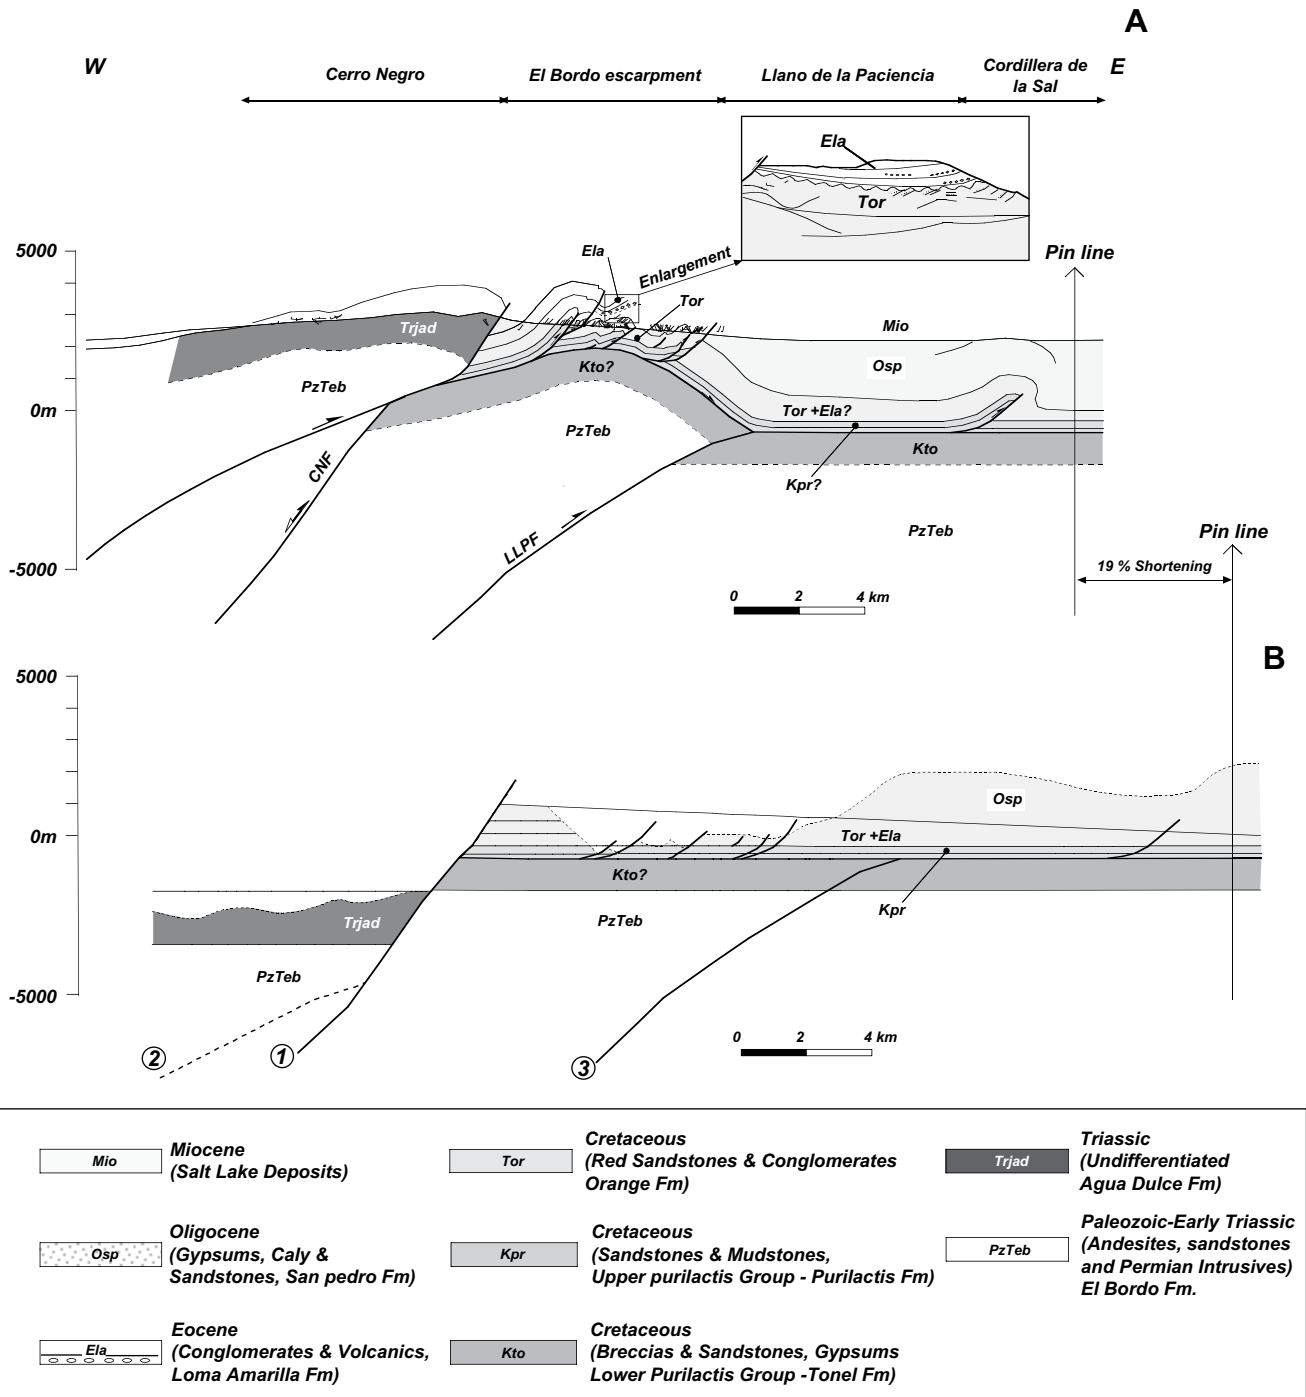 A
W
Cerro Negro
El Bordo escarpment
Llano de la Paciencia
Cordillera de
la Sal
E
Ela
Tor
5000
0m
-5000
Ela
Enlargement
Tor
Pin line
Mio
Trjad
Osp
Kto?
PzTeb
Tor +Ela?
PzTeb
Kto
CNF
Kpr?
LLPF
PzTeb
Pin line
19 % Shortening
0 2 4 km
B
5000
0m
-5000
Osp
Tor +Ela
Kto?
Kpr
Trjad
PzTeb
PzTeb
0 2 4 km
2
1
3
Mio
Miocene
(Salt Lake Deposits)
Osp
Oligocene
(Gypsums, Caly &
Sandstones, San pedro Fm)
Ela
Eocene
(Conglomerates & Volcanics,
Loma Amarilla Fm)
Tor
Cretaceous
(Red Sandstones & Conglomerates
Orange Fm)
Kpr
Cretaceous
(Sandstones & Mudstones,
Upper purilactis Group - Purilactis Fm)
Kto
Cretaceous
(Breccias & Sandstones, Gypsums
Lower Purilactis Group -Tonel Fm)
Trjad
Triassic
(Undifferentiated
Agua Dulce Fm)
PzTeb
Paleozoic-Early Triassic
(Andesites, sandstones
and Permian Intrusives)
El Bordo Fm.